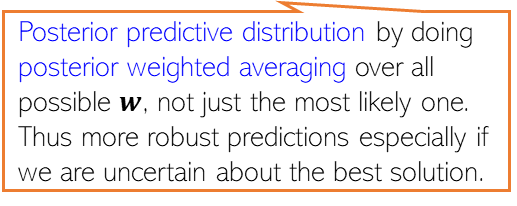 Posterior predictive distribution by doing
posterior weighted averaging over all
possible w, not just the most likely one.
Thus more robust predictions especially if
we are uncertain about the best solution.